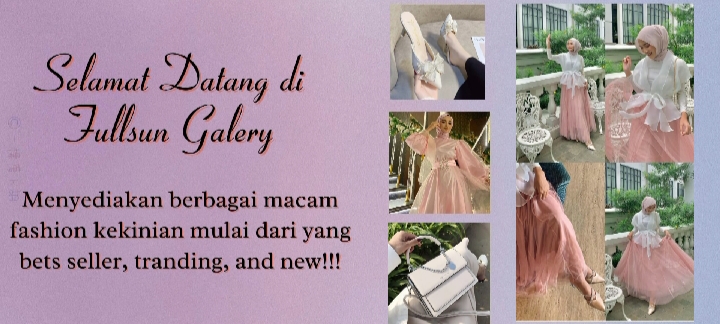 Selamat Datang di
Fullsun Galery
Menyediakan berbagai macam
fashion kekinian mulai dari yang
bets seller, tranding, and new!!!